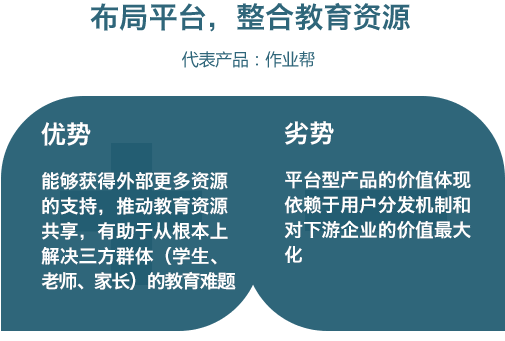 布局平台，整合教育资源
代表产品：作业帮
优势
能够获得外部更多资源
的支持，推动教育资源
共享，有助于从根本上
解决三方群体（学生、
老师、家长）的教育难题
劣势
平台型产品的价值体现
依赖于用户分发机制和
对下游企业的价值最大
化